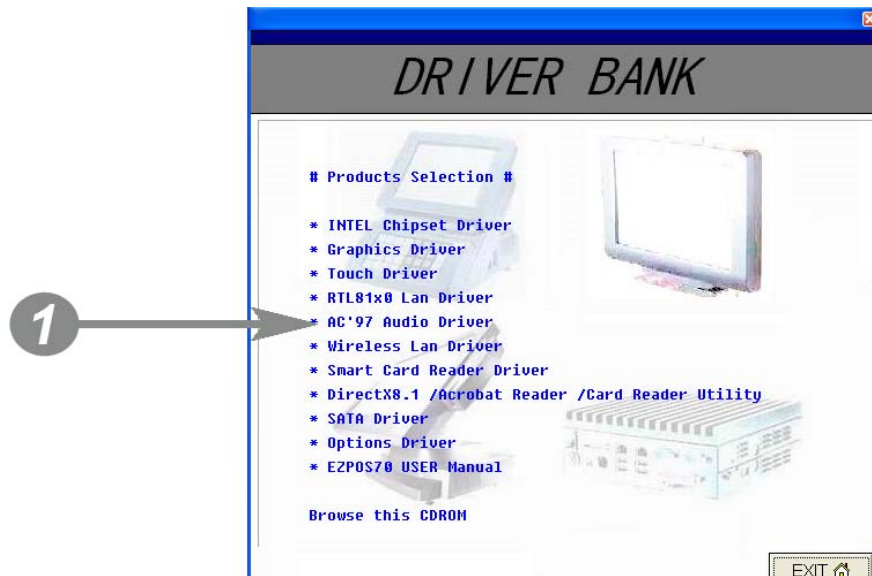 DRIVER BANK
# Products Selection #
* INTEL Chipset Driver
* Graphics Driver
* Touch Driver
* RTL81x0 Lan Driver
1
* AC'97 Audio Driver
* Wireless Lan Driver
* Smart Card Reader Driver
* DirectX8.1 /Acrobat Reader /Card Reader Utility
* SATA Driver
* Options Driver
* EZPOS70 USER Manual
Browse this CDROM
EXIT